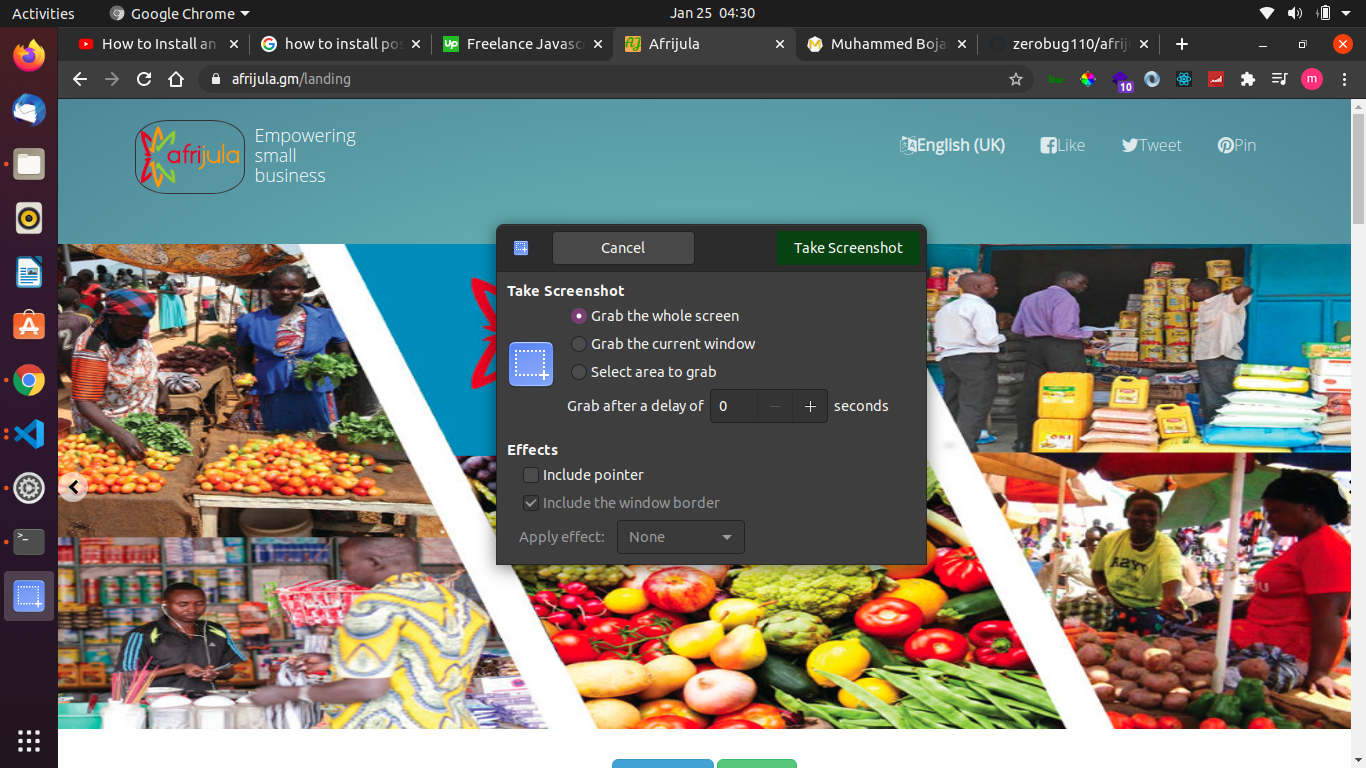 Activities
Google Chrome
Jan 25 04:30
How to Install an
how to install pos
Up
Freelance Javasc
Afrijula
Muhammed Boja
zerobug110/afrij
afrijula.gm/landing
10
m
afrijula
Empowering
small
business
English (UK)
Like
Tweet
Pin
Cancel
Take Screenshot
Take Screenshot
Grab the whole screen
Grab the current window
Select area to grab
Grab after a delay of 0 − + seconds
Effects
Include pointer
Include the window border
Apply effect: None